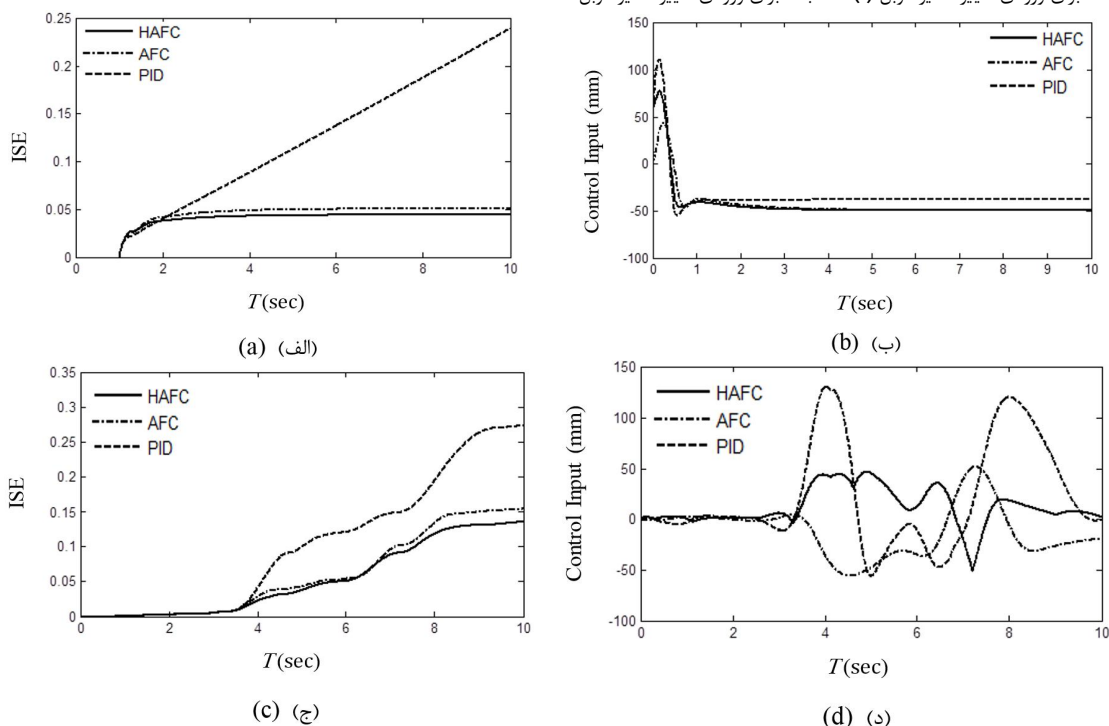 0.25
0.2
0.15
0.1
0.05
0
ISE
HAFC
AFC
PID
0 2 4 6 8 10
T(sec)
(a) (الف)
150
100
50
0
-50
-100
Control Input (mm)
HAFC
AFC
PID
0 1 2 3 4 5 6 7 7 9 10
T(sec)
(b) (ب)
0.35
0.3
0.25
0.2
0.15
0.1
0.05
0
ISE
HAFC
AFC
PID
0 2 4 6 8 10
T(sec)
(c) (ج)
150
100
50
0
-50
-100
Control Input (mm)
HAFC
AFC
PID
0 2 4 6 8 10
T(sec)
(d) (د)